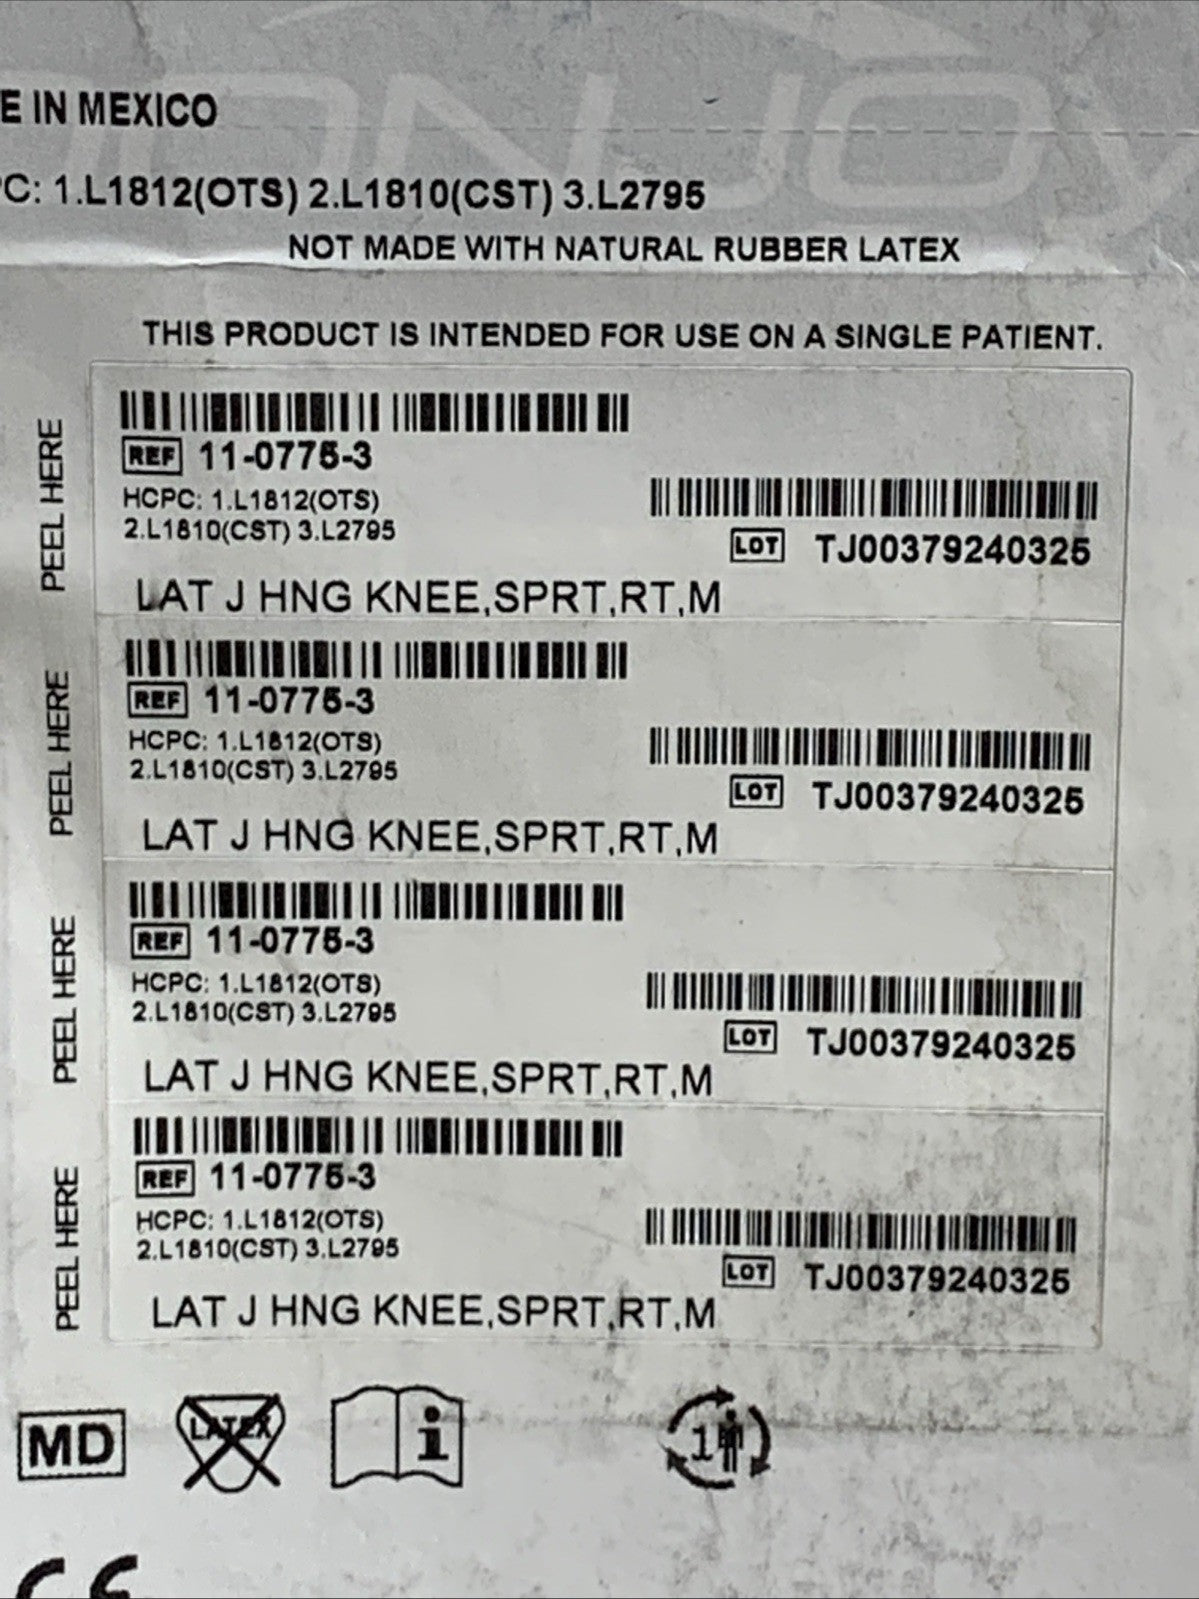 E IN MEXICO
PC: 1.L1812(OTS) 2.L1810(CST) 3.L2795
NOT MADE WITH NATURAL RUBBER LATEX
THIS PRODUCT IS INTENDED FOR USE ON A SINGLE PATIENT.
PEEL HERE
REF 11-0775-3
HCPC: 1.L1812(OTS)
2.L1810(CST) 3.L2795
LOT TJ00379240325
LAT J HNG KNEE,SPRT,RT,M
PEEL HERE
REF 11-0775-3
HCPC: 1.L1812(OTS)
2.L1810(CST) 3.L2795
LOT TJ00379240325
LAT J HNG KNEE,SPRT,RT,M
PEEL HERE
REF 11-0775-3
HCPC: 1.L1812(OTS)
2.L1810(CST) 3.L2795
LOT TJ00379240325
LAT J HNG KNEE,SPRT,RT,M
PEEL HERE
REF 11-0775-3
HCPC: 1.L1812(OTS)
2.L1810(CST) 3.L2795
LOT TJ00379240325
LAT J HNG KNEE,SPRT,RT,M
MD
LATEX
i
1
CE